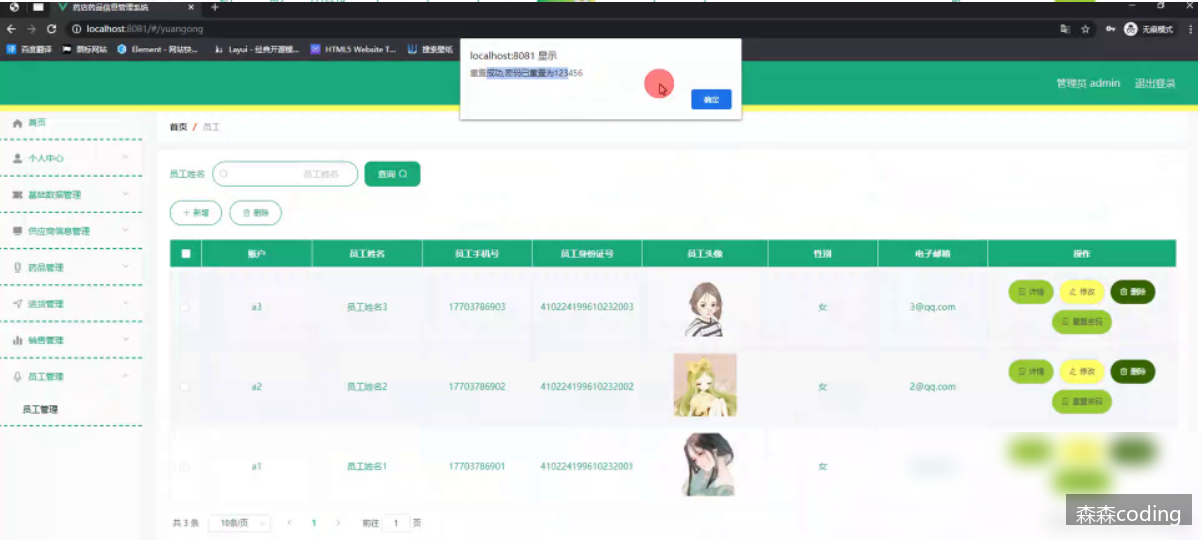 药店药品信息管理系统
localhost:8081/#/yuangong
无痕模式
百度翻译
图标网站
Element - 网站快...
Layui - 经典开源模...
HTML5 Website T...
搜索壁纸
localhost:8081 显示
重置成功,密码已重置为123456
确定
管理员 admin
退出登录
首页
个人中心
基础数据管理
供应商信息管理
药品管理
进货管理
销售管理
员工管理
员工管理
首页 / 员工
员工姓名
员工姓名
查询
+ 新增
删除
账户 员工姓名 员工手机号 员工身份证号 员工头像 性别 电子邮箱 操作
a3 员工姓名3 17703786903 410224199610232003 女 3@qq.com 详情 修改 删除
重置密码
a2 员工姓名2 17703786902 410224199610232002 女 2@qq.com 详情 修改 删除
重置密码
a1 员工姓名1 17703786901 410224199610232001 女
共 3 条 10条/页 < 1 > 前往 1 页
森森coding